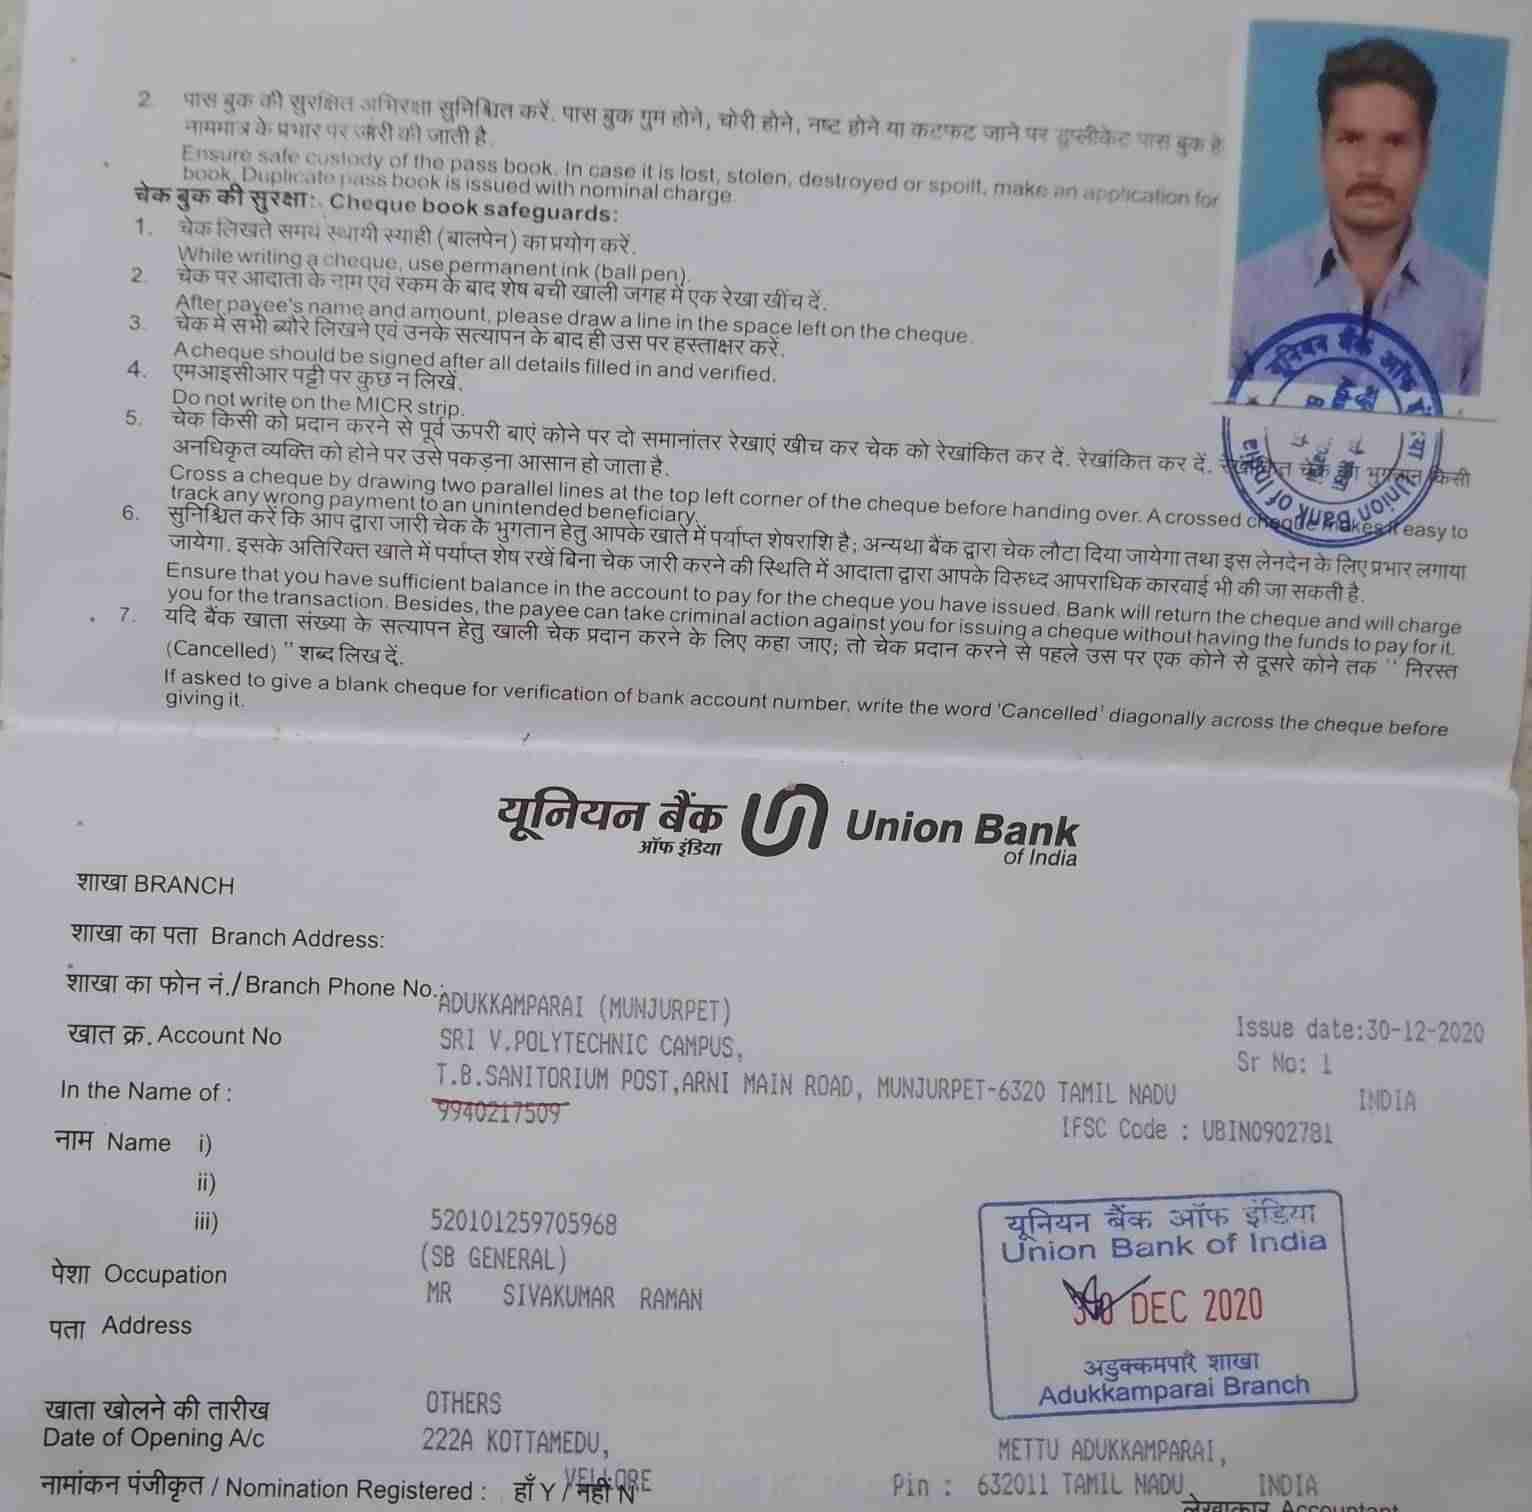 2. पास बुक की सुरक्षित अभिरक्षा सुनिश्चित करें. पास बुक गुम होने, चोरी होने, नष्ट होने या कटफट जाने पर डुप्लीकेट पास बुक हे
नाममात्र के प्रभार पर जारी की जाती है.
Ensure safe custody of the pass book. In case it is lost, stolen, destroyed or spoilt, make an application for
book, Duplicate pass book is issued with nominal charge.
चेक बुक की सुरक्षा: Cheque book safeguards:
1. चेक लिखते समय स्थायी स्याही (बालपेन) का प्रयोग करें.
While writing a cheque, use permanent ink (ball pen).
2. चेक पर आदाता के नाम एवं रकम के बाद शेष बची खाली जगह में एक रेखा खींच दें.
After payee's name and amount, please draw a line in the space left on the cheque.
3. चेक में सभी ब्यौरे लिखने एवं उनके सत्यापन के बाद ही उस पर हस्ताक्षर करें.
A cheque should be signed after all details filled in and verified.
4. एमआइसीआर पट्टी पर कुछ न लिखें.
Do not write on the MICR strip.
5. चेक किसी को प्रदान करने से पूर्व ऊपरी बाएं कोने पर दो समानांतर रेखाएं खीच कर चेक को रेखांकित कर दें. रेखांकित कर दें. रेखांकित चेक का भुगतान किसी
अनधिकृत व्यक्ति को होने पर उसे पकड़ना आसान हो जाता है.
Cross a cheque by drawing two parallel lines at the top left corner of the cheque before handing over. A crossed cheque makes it easy to
track any wrong payment to an unintended beneficiary.
6. सुनिश्चित करें कि आप द्वारा जारी चेक के भुगतान हेतु आपके खाते में पर्याप्त शेषराशि है; अन्यथा बैंक द्वारा चेक लौटा दिया जायेगा तथा इस लेनदेन के लिए प्रभार लगाया
जायेगा. इसके अतिरिक्त खाते में पर्याप्त शेष रखें बिना चेक जारी करने की स्थिति में आदाता द्वारा आपके विरुध्द आपराधिक कारवाई भी की जा सकती है.
Ensure that you have sufficient balance in the account to pay for the cheque you have issued. Bank will return the cheque and will charge
you for the transaction. Besides, the payee can take criminal action against you for issuing a cheque without having the funds to pay for it.
7. यदि बैंक खाता संख्या के सत्यापन हेतु खाली चेक प्रदान करने के लिए कहा जाए; तो चेक प्रदान करने से पहले उस पर एक कोने से दूसरे कोने तक " निरस्त
(Cancelled) " शब्द लिख दें.
If asked to give a blank cheque for verification of bank account number, write the word 'Cancelled' diagonally across the cheque before
giving it.
यूनियन बैंक ऑफ
Union Bank of India
यूनियन बैंक Union Bank
ऑफ इंडिया of India
शाखा BRANCH
शाखा का पता Branch Address:
शाखा का फोन नं./ Branch Phone No.:
ADUKKAMPARAI (MUNJURPET)
खात क्र. Account No
SRI V.POLYTECHNIC CAMPUS,
Issue date:30-12-2020
Sr No: 1
In the Name of :
T.B.SANITORIUM POST,ARNI MAIN ROAD, MUNJURPET-6320 TAMIL NADU INDIA
9940217509
IFSC Code : UBIN0902781
नाम Name i)
ii)
iii)
520101259705968
(SB GENERAL)
पेशा Occupation
MR SIVAKUMAR RAMAN
पता Address
यूनियन बैंक ऑफ इंडिया
Union Bank of India
30 DEC 2020
अडुक्कमपारै शाखा
Adukkamparai Branch
OTHERS
खाता खोलने की तारीख
Date of Opening A/c
222A KOTTAMEDU,
METTU ADUKKAMPARAI,
VELLORE
Pin : 632011 TAMIL NADU INDIA
नामांकन पंजीकृत / Nomination Registered : हाँ Y / नहीं N
लेखाकार Accountant